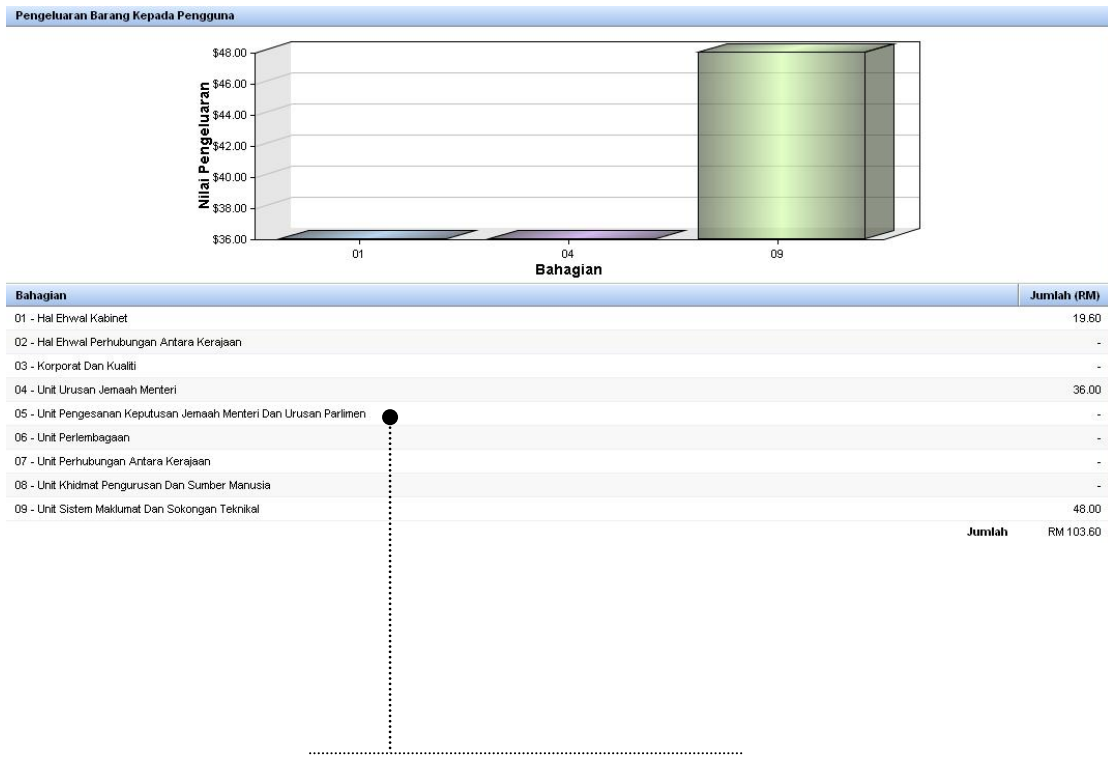 Pengeluaran Barang Kepada Pengguna
$48.00
$46.00
$44.00
$42.00
$40.00
$38.00
$36.00
Nilai Pengeluaran
01 04 09
Bahagian
Bahagian Jumlah (RM)
01 - Hal Ehwal Kabinet 19.60
02 - Hal Ehwal Perhubungan Antara Kerajaan -
03 - Korporat Dan Kualiti -
04 - Unit Urusan Jemaah Menteri 36.00
05 - Unit Pengesanan Keputusan Jemaah Menteri Dan Urusan Parlimen -
06 - Unit Perlembagaan -
07 - Unit Perhubungan Antara Kerajaan -
08 - Unit Khidmat Pengurusan Dan Sumber Manusia -
09 - Unit Sistem Maklumat Dan Sokongan Teknikal 48.00
Jumlah RM 103.60